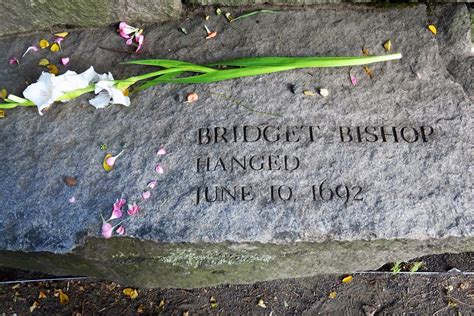 BRIDGET BISHOP
HANGED
JUNE 10, 1692